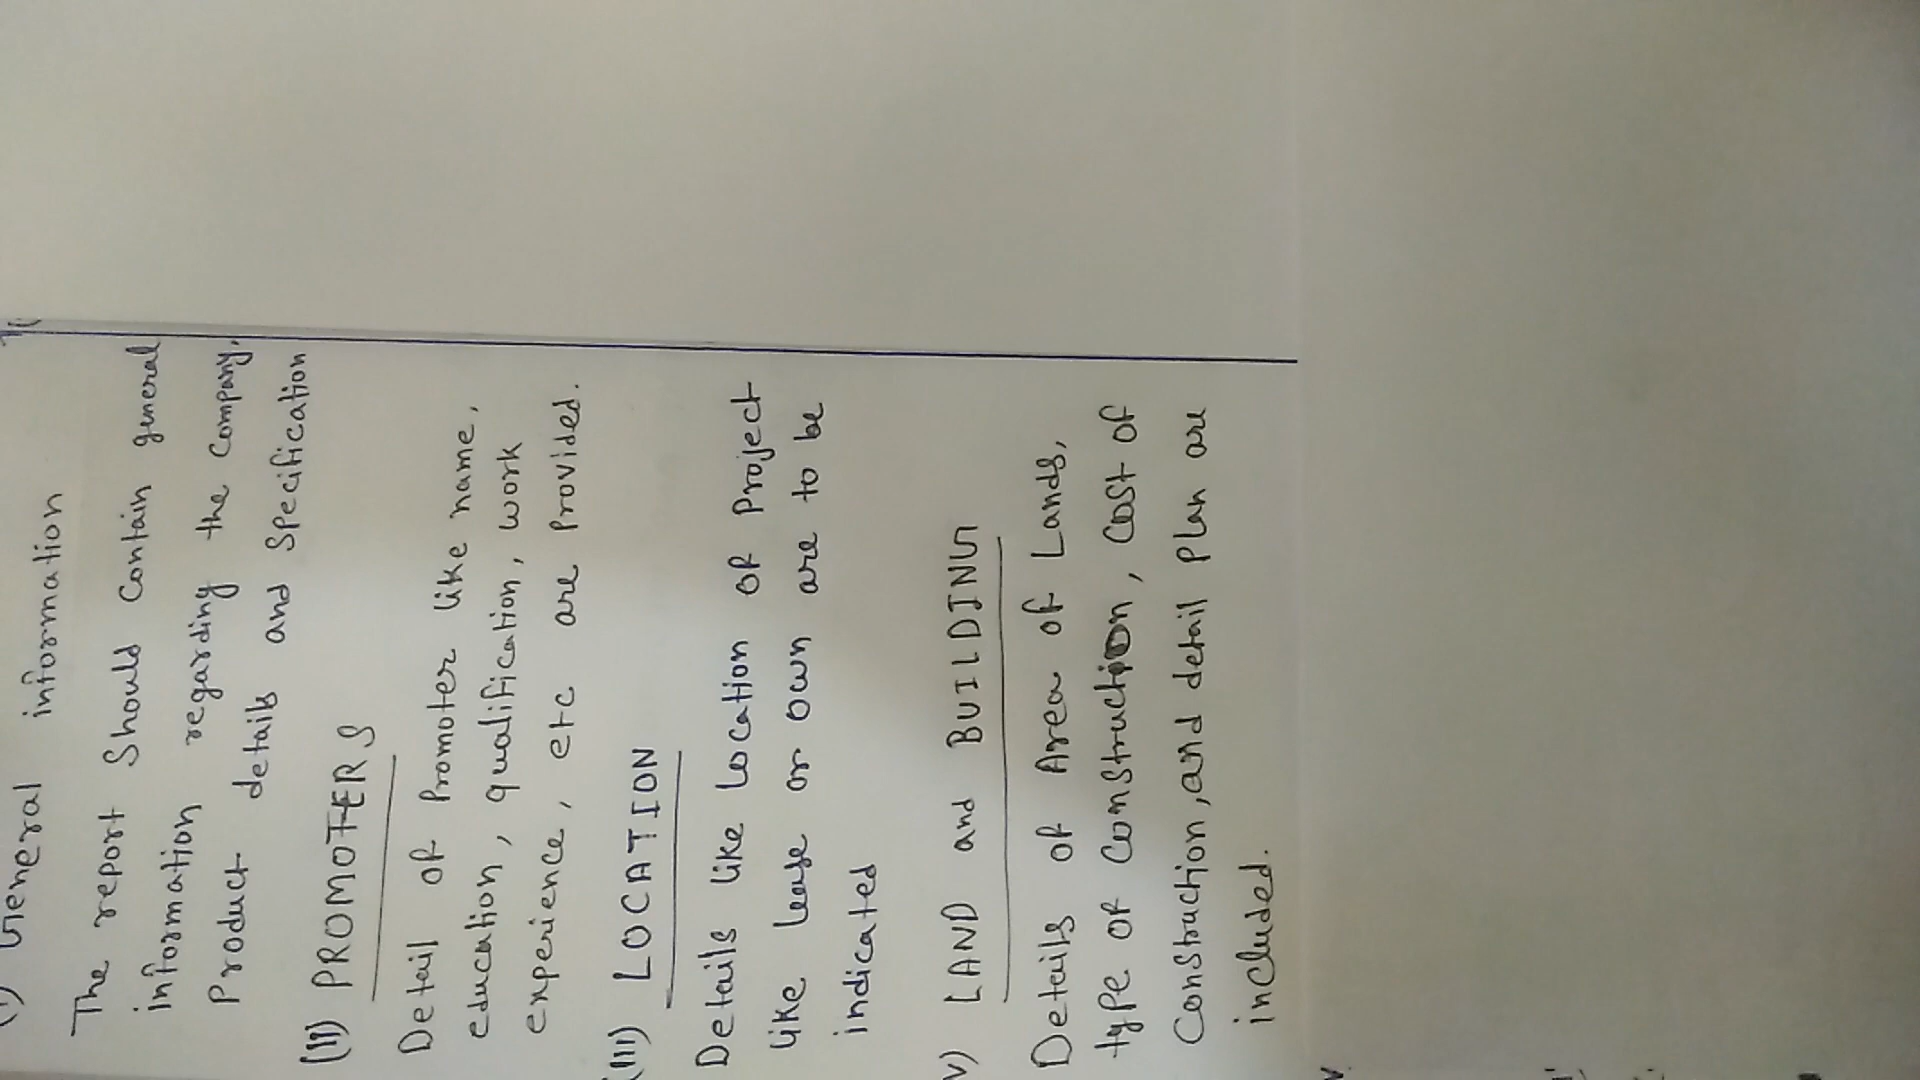 (i) General information
The report Should contain general
information regarding the company,
Product details and Specification
(II) PROMOTERS
Detail of Promoter like name,
education, qualification, work
experience, etc are provided.
(III) LOCATION
Details like Location of Project
like lease or own are to be
indicated
V) LAND and BUILDING
Details of Area of Lands,
type of Construction, Cost of
Construction, and detail plan are
included.